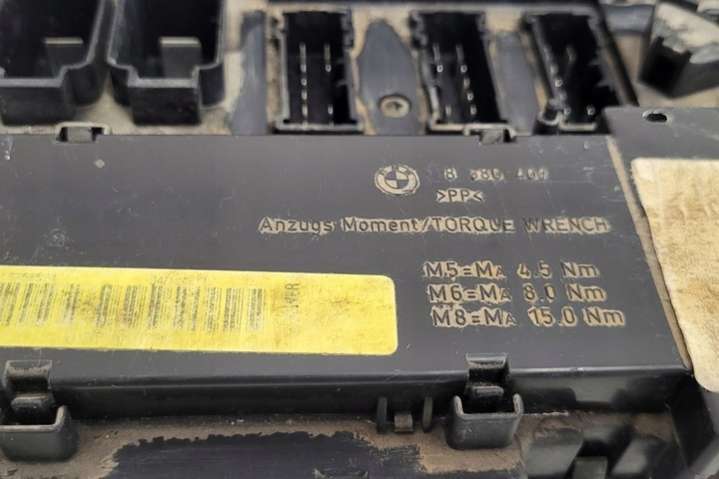 >PP<
Anzugs Moment/TORQUE WRENCH
M5=MA 4.5 Nm
M6=MA 8.0 Nm
M8=MA 15.0 Nm